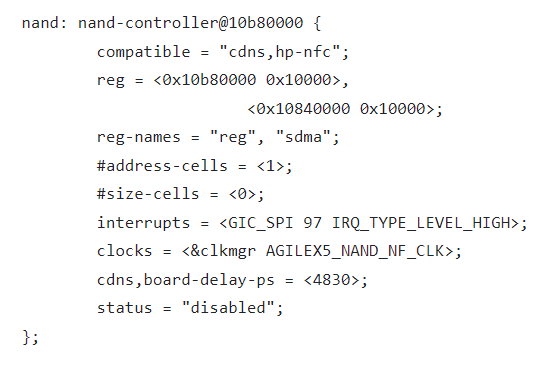 nand: nand-controller@10b80000 {
compatible = "cdns,hp-nfc";
reg = <0x10b80000 0x10000>,
<0x10840000 0x10000>;
reg-names = "reg", "sdma";
#address-cells = <1>;
#size-cells = <0>;
interrupts = <GIC_SPI 97 IRQ_TYPE_LEVEL_HIGH>;
clocks = <&clkmgr AGILEX5_NAND_NF_CLK>;
cdns,board-delay-ps = <4830>;
status = "disabled";
};